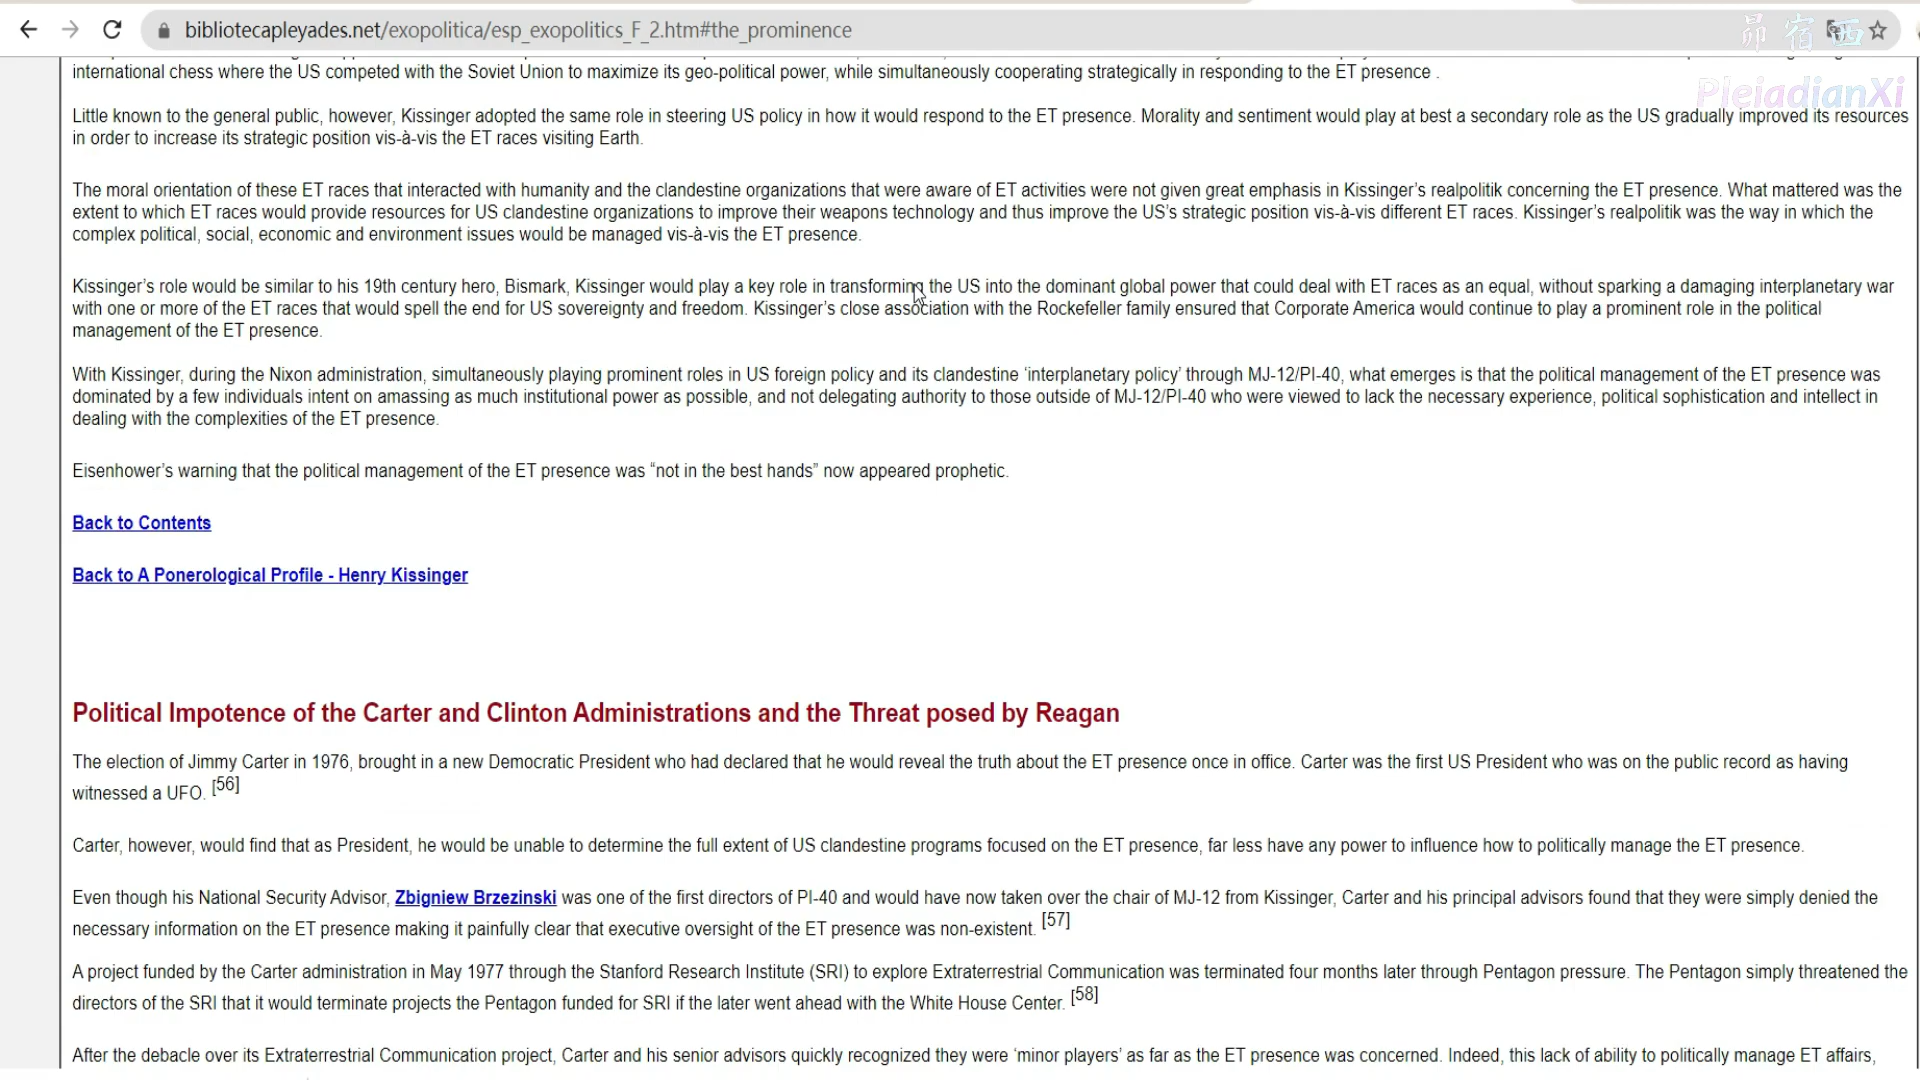 bibliotecapleyades.net/exopolitica/esp_exopolitics_F_2.htm#the_prominence
昴 宿 西
PleiadianXi
international chess where the US competed with the Soviet Union to maximize its geo-political power, while simultaneously cooperating strategically in responding to the ET presence .
Little known to the general public, however, Kissinger adopted the same role in steering US policy in how it would respond to the ET presence. Morality and sentiment would play at best a secondary role as the US gradually improved its resources
in order to increase its strategic position vis-à-vis the ET races visiting Earth.
The moral orientation of these ET races that interacted with humanity and the clandestine organizations that were aware of ET activities were not given great emphasis in Kissinger's realpolitik concerning the ET presence. What mattered was the
extent to which ET races would provide resources for US clandestine organizations to improve their weapons technology and thus improve the US's strategic position vis-à-vis different ET races. Kissinger's realpolitik was the way in which the
complex political, social, economic and environment issues would be managed vis-à-vis the ET presence.
Kissinger's role would be similar to his 19th century hero, Bismark, Kissinger would play a key role in transforming the US into the dominant global power that could deal with ET races as an equal, without sparking a damaging interplanetary war
with one or more of the ET races that would spell the end for US sovereignty and freedom. Kissinger's close association with the Rockefeller family ensured that Corporate America would continue to play a prominent role in the political
management of the ET presence.
With Kissinger, during the Nixon administration, simultaneously playing prominent roles in US foreign policy and its clandestine ‘interplanetary policy’ through MJ-12/PI-40, what emerges is that the political management of the ET presence was
dominated by a few individuals intent on amassing as much institutional power as possible, and not delegating authority to those outside of MJ-12/PI-40 who were viewed to lack the necessary experience, political sophistication and intellect in
dealing with the complexities of the ET presence.
Eisenhower's warning that the political management of the ET presence was “not in the best hands” now appeared prophetic.
Back to Contents
Back to A Ponerological Profile - Henry Kissinger
Political Impotence of the Carter and Clinton Administrations and the Threat posed by Reagan
The election of Jimmy Carter in 1976, brought in a new Democratic President who had declared that he would reveal the truth about the ET presence once in office. Carter was the first US President who was on the public record as having
witnessed a UFO. [56]
Carter, however, would find that as President, he would be unable to determine the full extent of US clandestine programs focused on the ET presence, far less have any power to influence how to politically manage the ET presence.
Even though his National Security Advisor, Zbigniew Brzezinski was one of the first directors of PI-40 and would have now taken over the chair of MJ-12 from Kissinger, Carter and his principal advisors found that they were simply denied the
necessary information on the ET presence making it painfully clear that executive oversight of the ET presence was non-existent. [57]
A project funded by the Carter administration in May 1977 through the Stanford Research Institute (SRI) to explore Extraterrestrial Communication was terminated four months later through Pentagon pressure. The Pentagon simply threatened the
directors of the SRI that it would terminate projects the Pentagon funded for SRI if the later went ahead with the White House Center. [58]
After the debacle over its Extraterrestrial Communication project, Carter and his senior advisors quickly recognized they were ‘minor players’ as far as the ET presence was concerned. Indeed, this lack of ability to politically manage ET affairs,